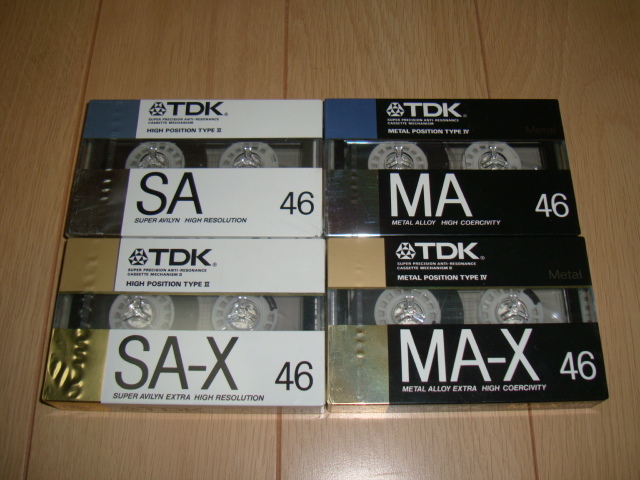 TDK®
SUPER PRECISION ANTI-RESONANCE
CASSETTE MECHANISM
HIGH POSITION TYPE II
SA 46
SUPER AVILYN HIGH RESOLUTION
TDK®
SUPER PRECISION ANTI-RESONANCE
CASSETTE MECHANISM
METAL POSITION TYPE IV
Metal
MA 46
METAL ALLOY HIGH COERCIVITY
TDK®
SUPER PRECISION ANTI-RESONANCE
CASSETTE MECHANISM II
HIGH POSITION TYPE II
SA-X 46
SUPER AVILYN EXTRA HIGH RESOLUTION
TDK®
SUPER PRECISION ANTI-RESONANCE
CASSETTE MECHANISM II
METAL POSITION TYPE IV
Metal
MA-X 46
METAL ALLOY EXTRA HIGH COERCIVITY